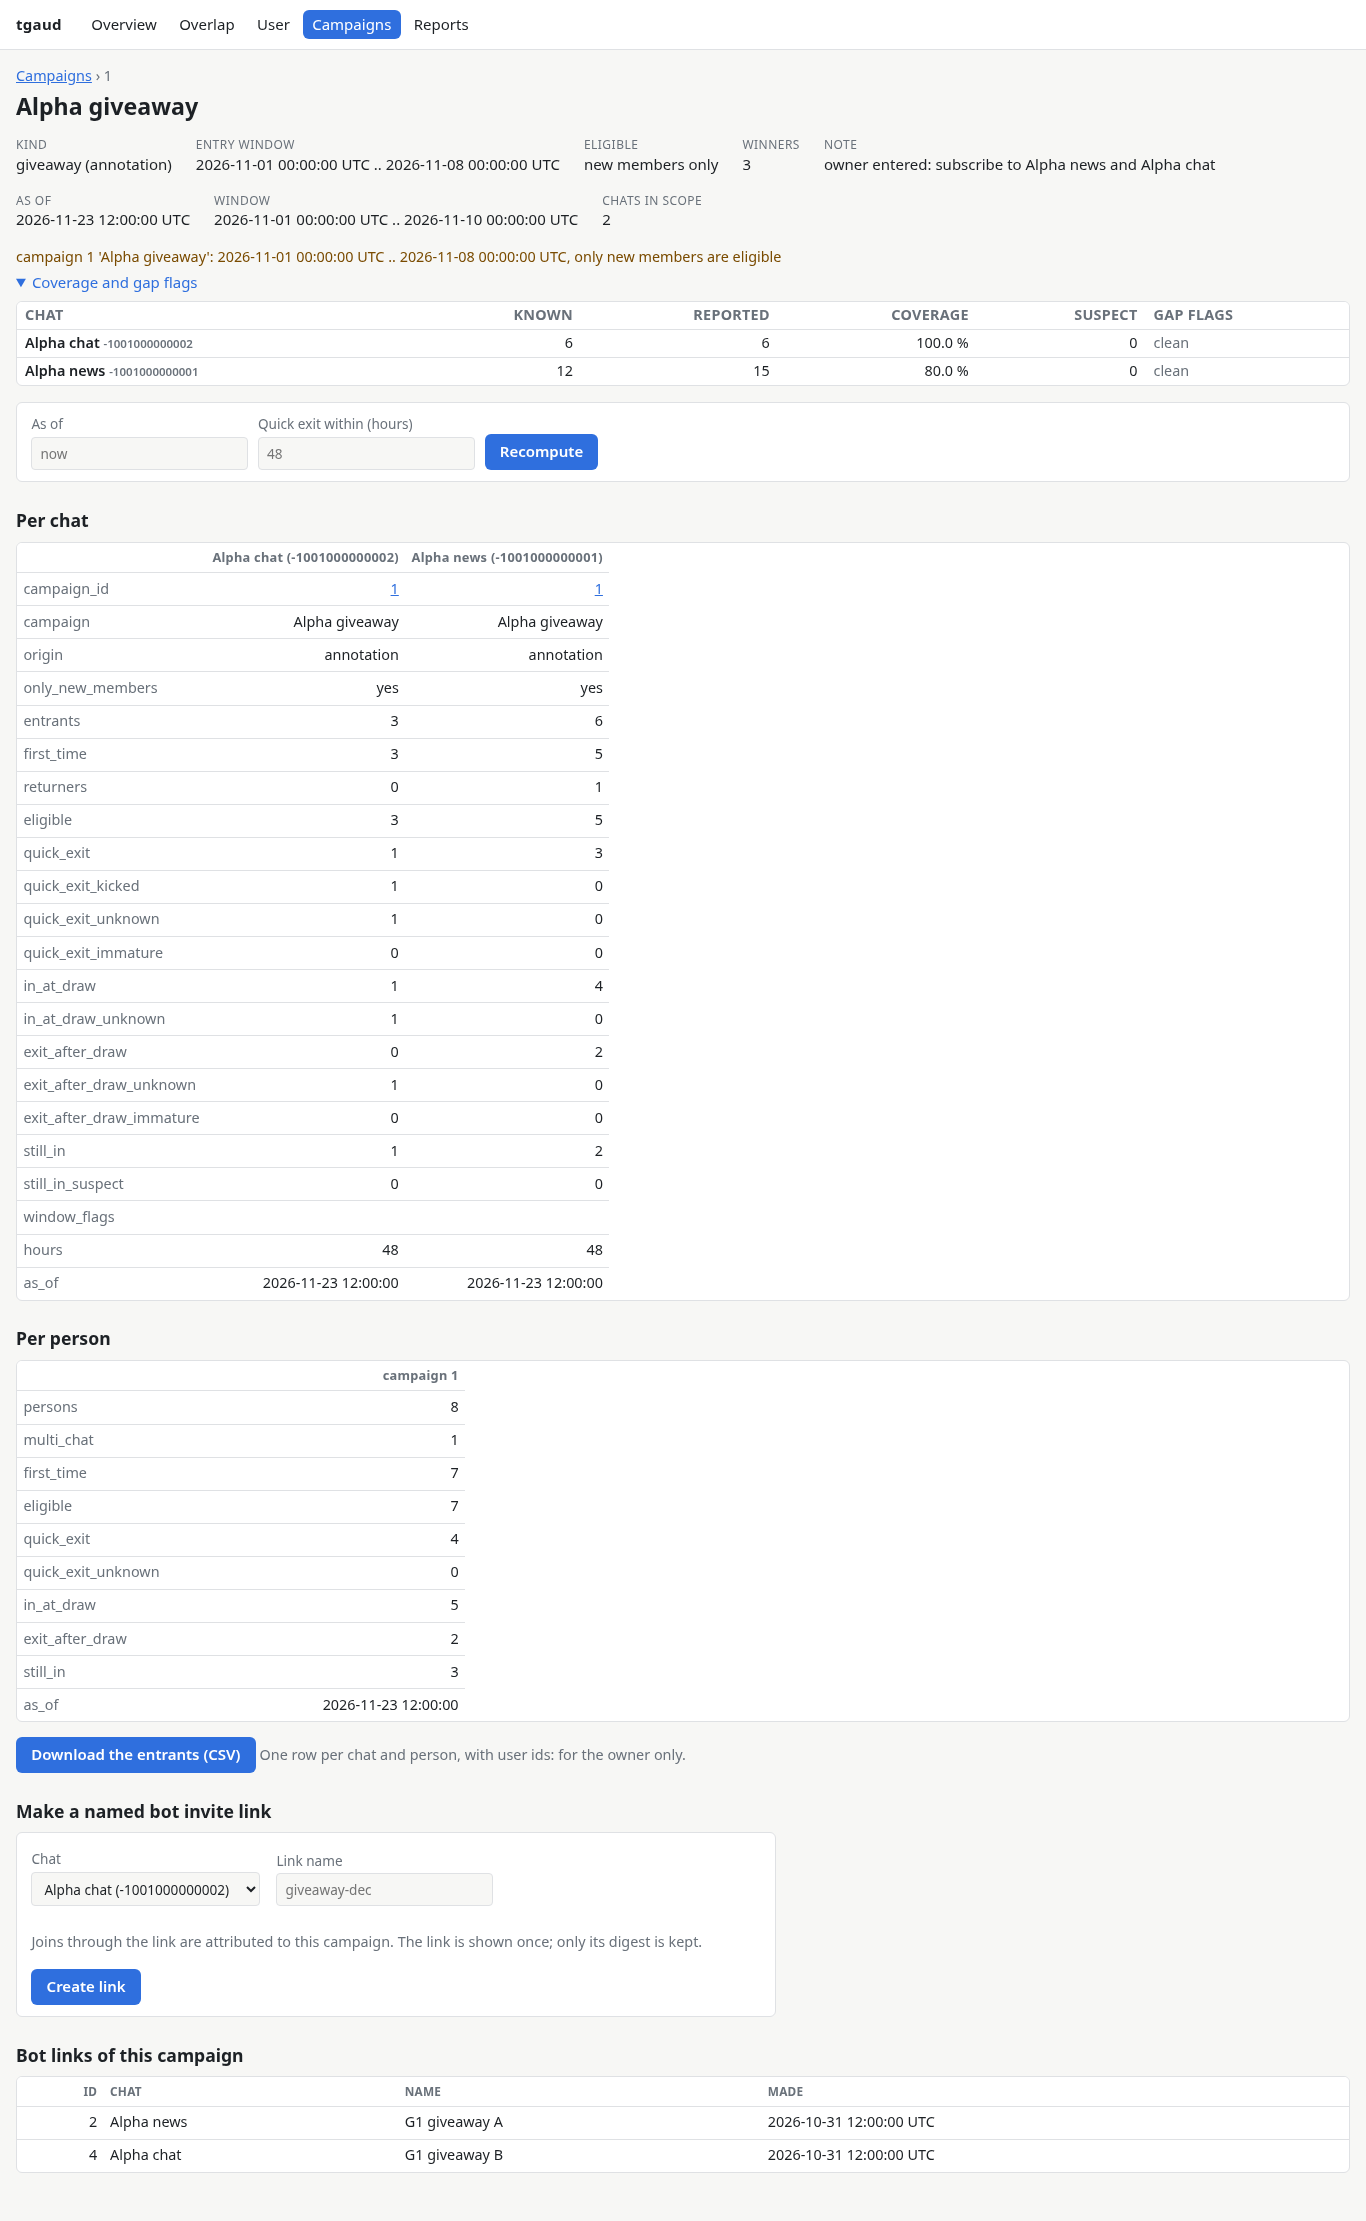 tgaud Overview Overlap User Campaigns Reports
Campaigns › 1
Alpha giveaway
KIND ENTRY WINDOW ELIGIBLE WINNERS NOTE
giveaway (annotation) 2026-11-01 00:00:00 UTC .. 2026-11-08 00:00:00 UTC new members only 3 owner entered: subscribe to Alpha news and Alpha chat
AS OF WINDOW CHATS IN SCOPE
2026-11-23 12:00:00 UTC 2026-11-01 00:00:00 UTC .. 2026-11-10 00:00:00 UTC 2
campaign 1 'Alpha giveaway': 2026-11-01 00:00:00 UTC .. 2026-11-08 00:00:00 UTC, only new members are eligible
▼ Coverage and gap flags
CHAT KNOWN REPORTED COVERAGE SUSPECT GAP FLAGS
Alpha chat -1001000000002 6 6 100.0 % 0 clean
Alpha news -1001000000001 12 15 80.0 % 0 clean
As of Quick exit within (hours)
now 48 Recompute
Per chat
Alpha chat (-1001000000002) Alpha news (-1001000000001)
campaign_id 1 1
campaign Alpha giveaway Alpha giveaway
origin annotation annotation
only_new_members yes yes
entrants 3 6
first_time 3 5
returners 0 1
eligible 3 5
quick_exit 1 3
quick_exit_kicked 1 0
quick_exit_unknown 1 0
quick_exit_immature 0 0
in_at_draw 1 4
in_at_draw_unknown 1 0
exit_after_draw 0 2
exit_after_draw_unknown 1 0
exit_after_draw_immature 0 0
still_in 1 2
still_in_suspect 0 0
window_flags
hours 48 48
as_of 2026-11-23 12:00:00 2026-11-23 12:00:00
Per person
campaign 1
persons 8
multi_chat 1
first_time 7
eligible 7
quick_exit 4
quick_exit_unknown 0
in_at_draw 5
exit_after_draw 2
still_in 3
as_of 2026-11-23 12:00:00
Download the entrants (CSV) One row per chat and person, with user ids: for the owner only.
Make a named bot invite link
Chat Link name
Alpha chat (-1001000000002) giveaway-dec
Joins through the link are attributed to this campaign. The link is shown once; only its digest is kept.
Create link
Bot links of this campaign
ID CHAT NAME MADE
2 Alpha news G1 giveaway A 2026-10-31 12:00:00 UTC
4 Alpha chat G1 giveaway B 2026-10-31 12:00:00 UTC